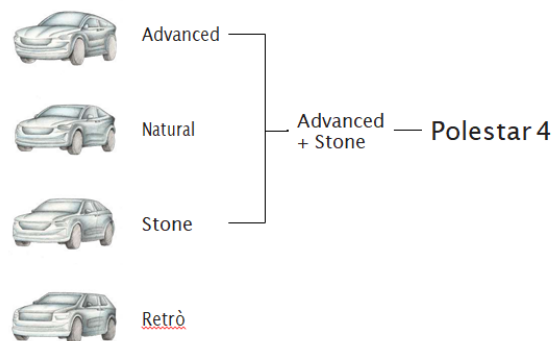 Advanced
Natural
Advanced
+ Stone
Polestar 4
Stone
Retrò